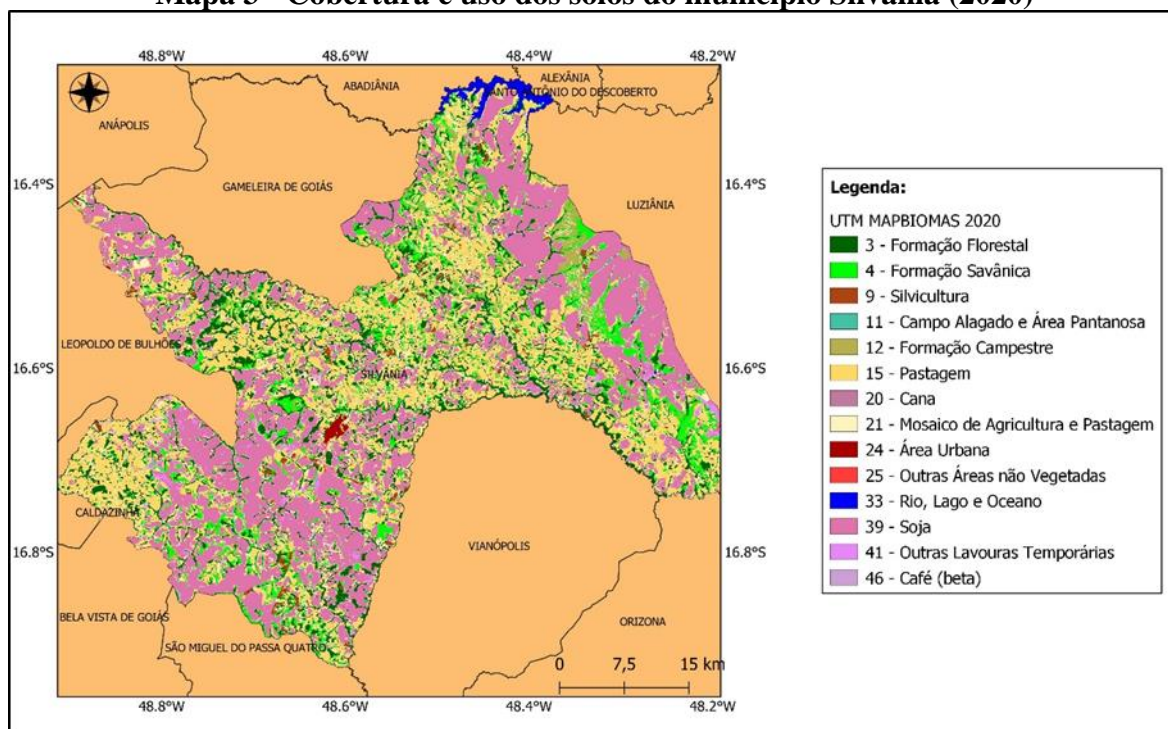 Mapa 3 - Cobertura e uso dos solos do município Silvânia (2020)
48.8°W 48.6°W 48.4°W 48.2°W
ALEXÂNIA
ABADIÂNIA
ANTO ANTÔNIO DO DESCOBERTO
ANÁPOLIS
16.4°S 16.4°S
GAMELEIRA DE GOIÁS
LUZIÂNIA
LEOPOLDO DE BULHÕES
16.6°S 16.6°S
SILVÂNIA
CALDAZINHA
16.8°S 16.8°S
VIANÓPOLIS
BELA VISTA DE GOIÁS
ORIZONA
SÃO MIGUEL DO PASSA QUATRO
0 7,5 15 km
48.8°W 48.6°W 48.4°W 48.2°W
Legenda:
UTM MAPBIOMAS 2020
3 - Formação Florestal
4 - Formação Savânica
9 - Silvicultura
11 - Campo Alagado e Área Pantanosa
12 - Formação Campestre
15 - Pastagem
20 - Cana
21 - Mosaico de Agricultura e Pastagem
24 - Área Urbana
25 - Outras Áreas não Vegetadas
33 - Rio, Lago e Oceano
39 - Soja
41 - Outras Lavouras Temporárias
46 - Café (beta)